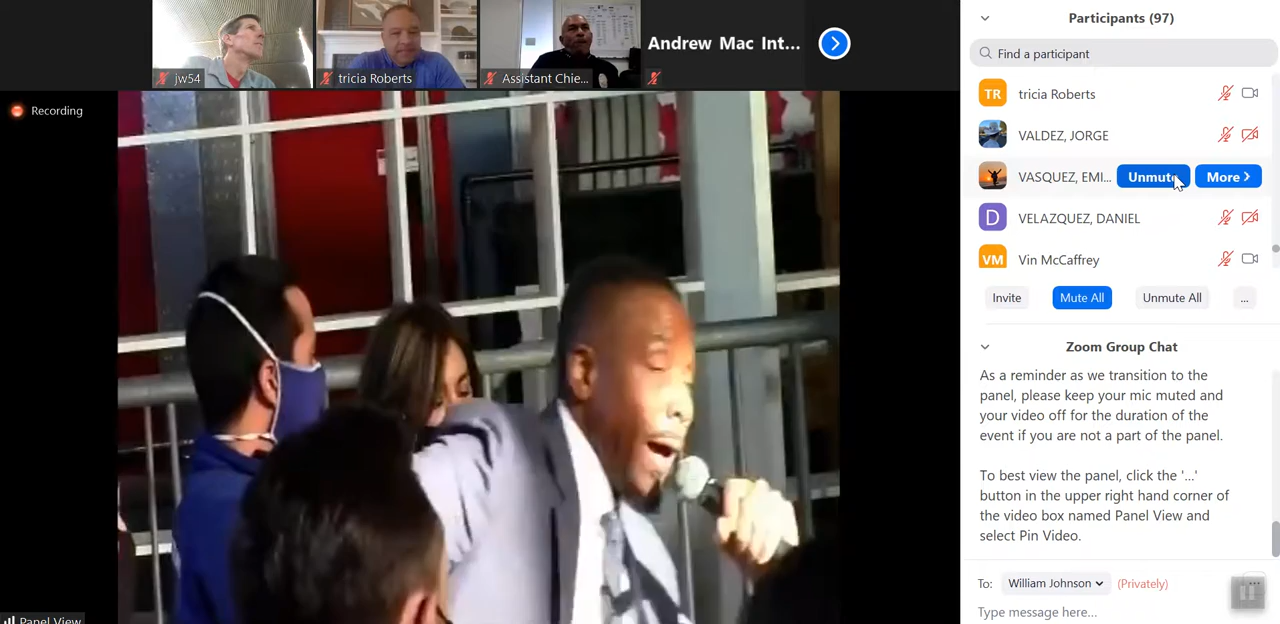 jw54
tricia Roberts
Assistant Chie...
Andrew Mac Int...
Recording
Panel View
Participants (97)
Find a participant
TR tricia Roberts
VALDEZ, JORGE
VASQUEZ, EMI... Unmute More
D VELAZQUEZ, DANIEL
VM Vin McCaffrey
Invite Mute All Unmute All ...
Zoom Group Chat
As a reminder as we transition to the
panel, please keep your mic muted and
your video off for the duration of the
event if you are not a part of the panel.
To best view the panel, click the '...'
button in the upper right hand corner of
the video box named Panel View and
select Pin Video.
To: William Johnson (Privately)
Type message here...